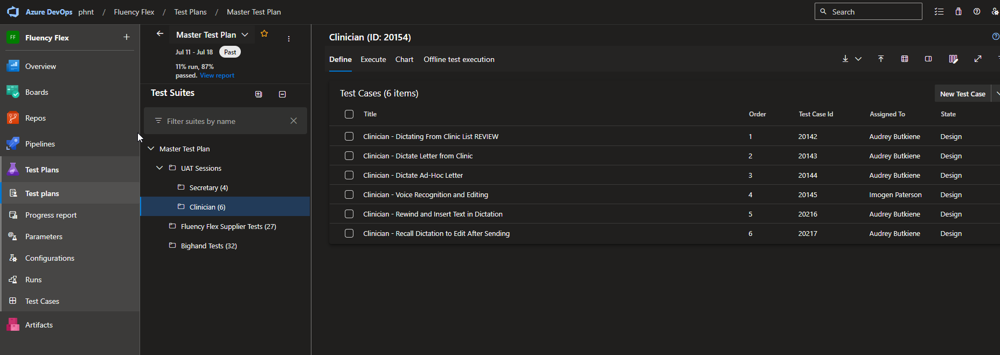 Azure DevOps phnt / Fluency Flex / Test Plans / Master Test Plan
Search
FF Fluency Flex
Overview
Boards
Repos
Pipelines
Test Plans
Test plans
Progress report
Parameters
Configurations
Runs
Test Cases
Artifacts
Master Test Plan
Jul 11 - Jul 18 Past
11% run, 87%
passed. View report
Test Suites
Filter suites by name
Master Test Plan
UAT Sessions
Secretary (4)
Clinician (6)
Fluency Flex Supplier Tests (27)
Bighand Tests (32)
Clinician (ID: 20154)
Define Execute Chart Offline test execution
Test Cases (6 items)
New Test Case
Title Order Test Case Id Assigned To State
Clinician - Dictating From Clinic List REVIEW 1 20142 Audrey Butkiene Design
Clinician - Dictate Letter from Clinic 2 20143 Audrey Butkiene Design
Clinician - Dictate Ad-Hoc Letter 3 20144 Audrey Butkiene Design
Clinician - Voice Recognition and Editing 4 20145 Imogen Paterson Design
Clinician - Rewind and Insert Text in Dictation 5 20216 Audrey Butkiene Design
Clinician - Recall Dictation to Edit After Sending 6 20217 Audrey Butkiene Design